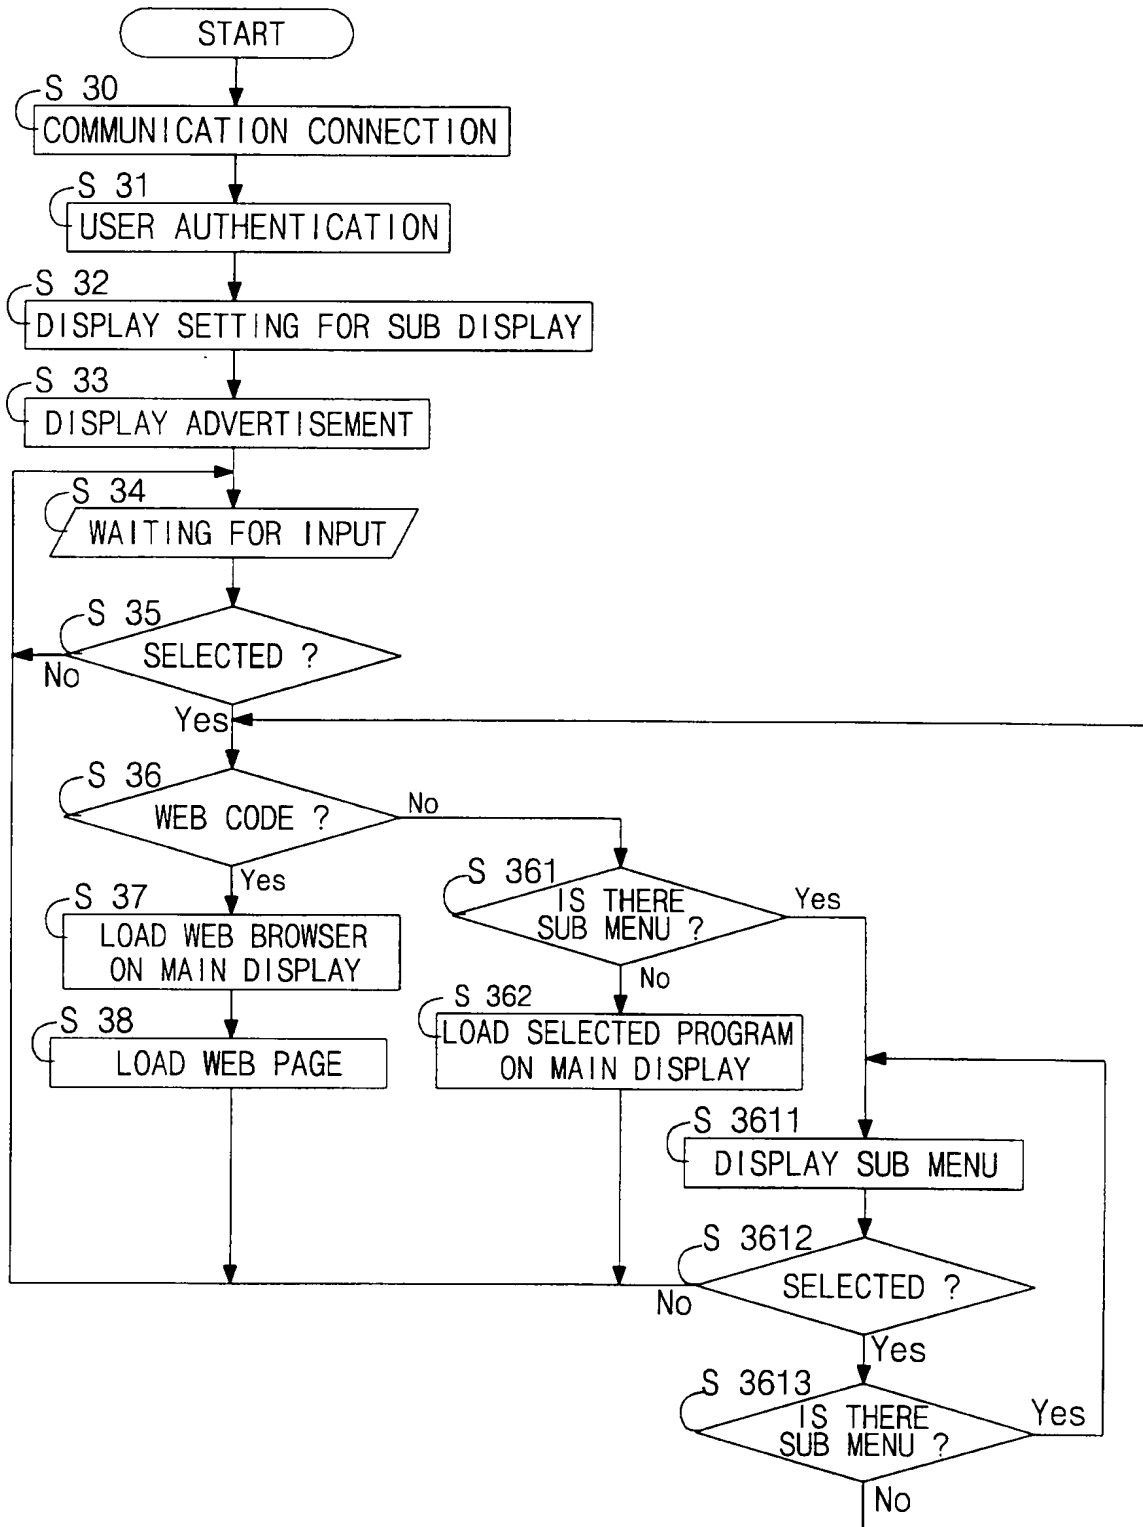 START
S 30
COMMUNICATION CONNECTION
S 31
USER AUTHENTICATION
S 32
DISPLAY SETTING FOR SUB DISPLAY
S 33
DISPLAY ADVERTISEMENT
S 34
WAITING FOR INPUT
S 35
SELECTED ?
No
Yes
S 36
WEB CODE ?
No
Yes
S 37
LOAD WEB BROWSER
ON MAIN DISPLAY
S 38
LOAD WEB PAGE
S 361
IS THERE
SUB MENU ?
Yes
No
S 362
LOAD SELECTED PROGRAM
ON MAIN DISPLAY
S 3611
DISPLAY SUB MENU
S 3612
SELECTED ?
No
Yes
S 3613
IS THERE
SUB MENU ?
Yes
No